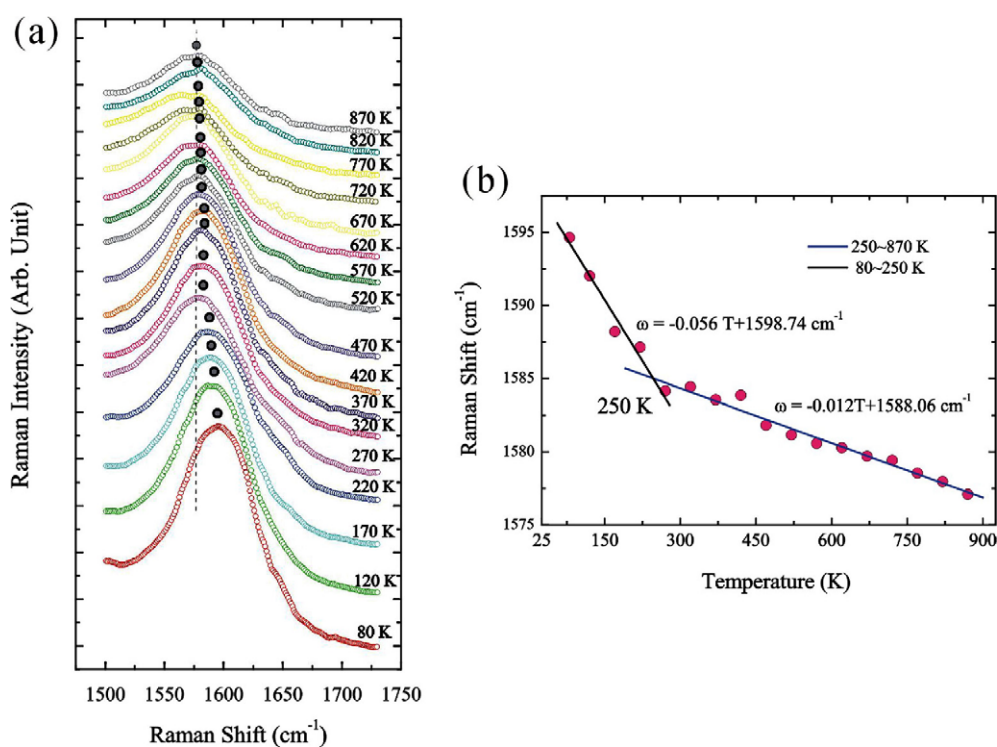 (a)
Raman Intensity (Arb. Unit)
870 K
820 K
770 K
720 K
670 K
620 K
570 K
520 K
470 K
420 K
370 K
320 K
270 K
220 K
170 K
120 K
80 K
1500 1550 1600 1650 1700 1750
Raman Shift (cm⁻¹)
(b)
Raman Shift (cm⁻¹)
1595
1590
1585
1580
1575
250~870 K
80~250 K
ω = -0.056 T+1598.74 cm⁻¹
250 K
ω = -0.012T+1588.06 cm⁻¹
25 150 300 450 600 750 900
Temperature (K)